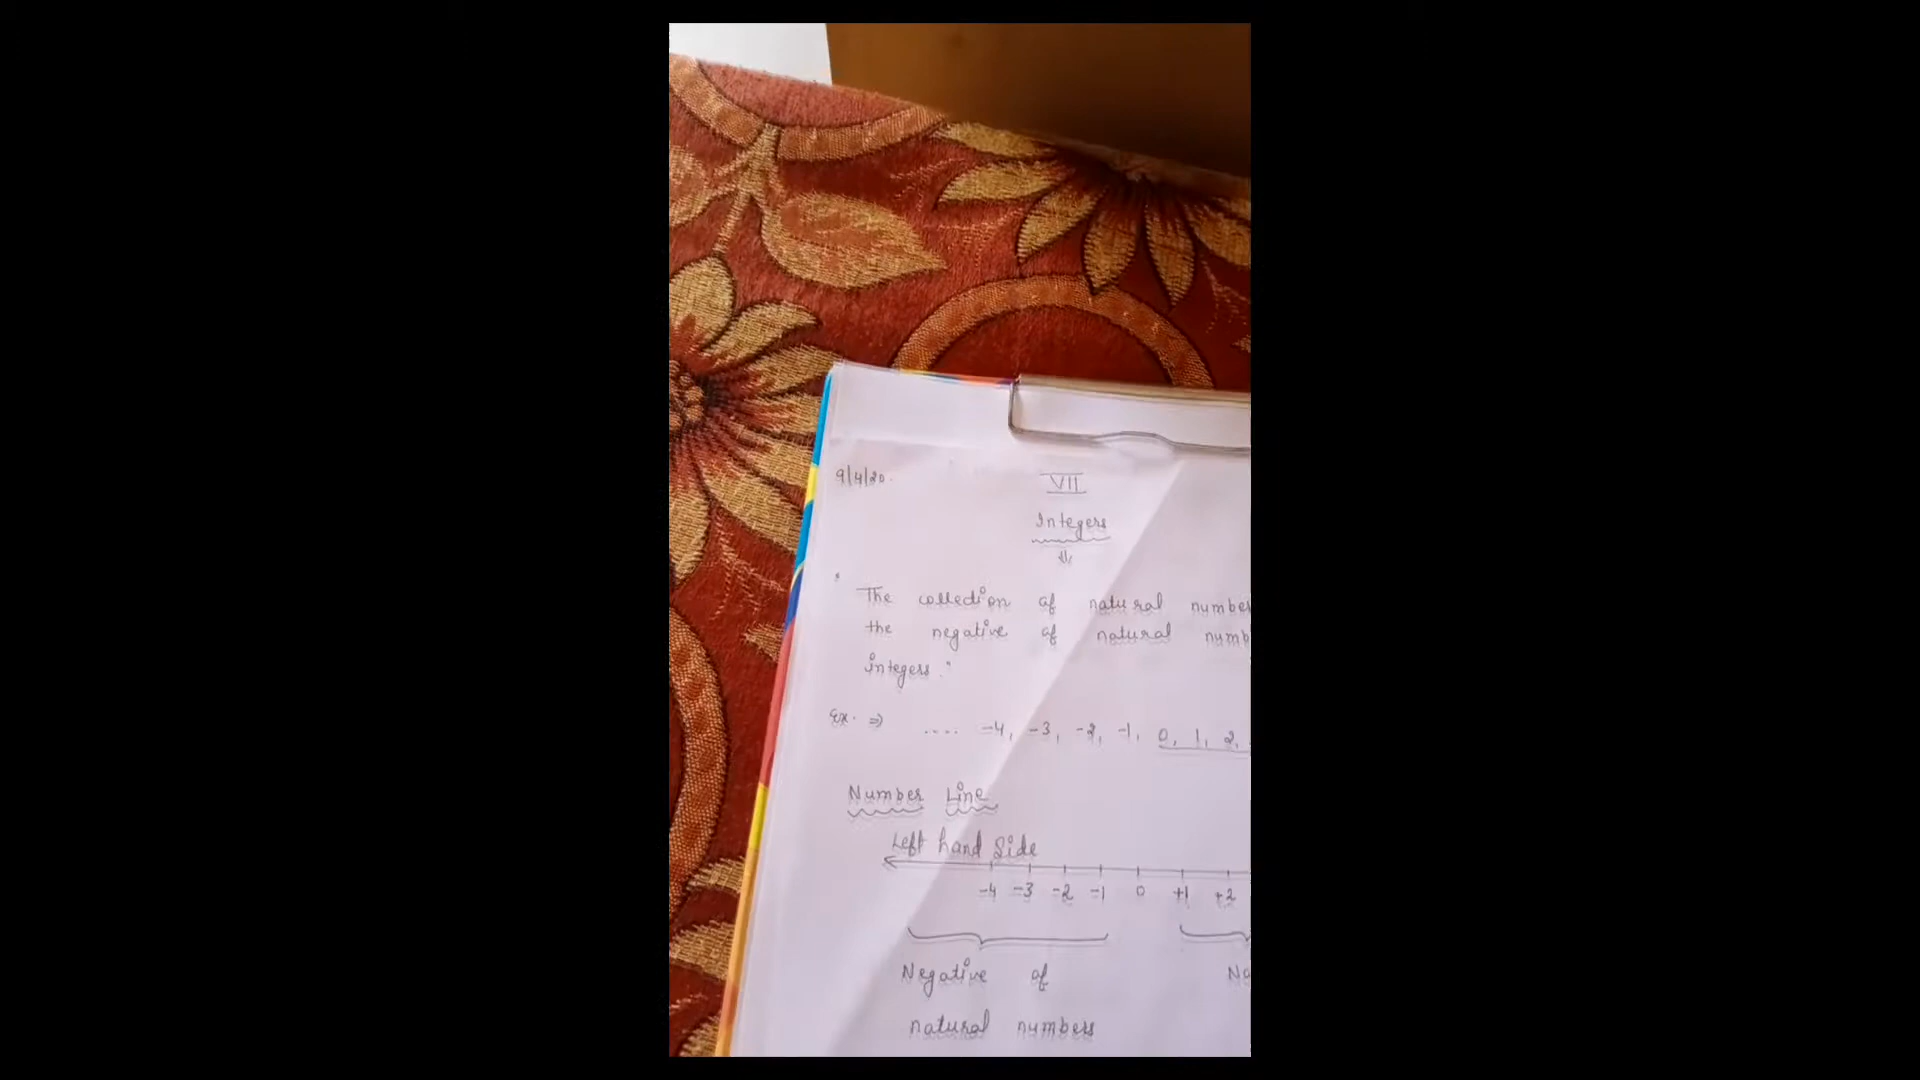 9/4/20.
VII
Integers
" The collection of natural number
the negative of natural numb
integers."
Ex. ⇒ .... -4, -3, -2, -1, 0, 1, 2,
Number Line
Left hand Side
-4 -3 -2 -1 0 +1 +2
Negative of
natural numbers
Na